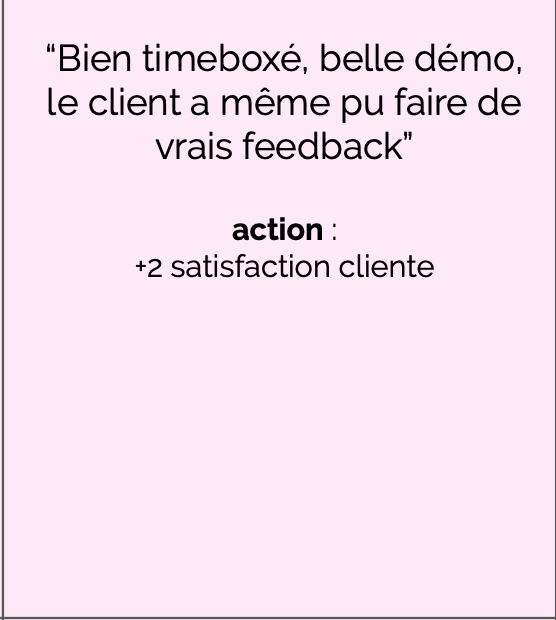 “Bien timeboxé, belle démo,
le client a même pu faire de
vrais feedback”
action :
+2 satisfaction cliente